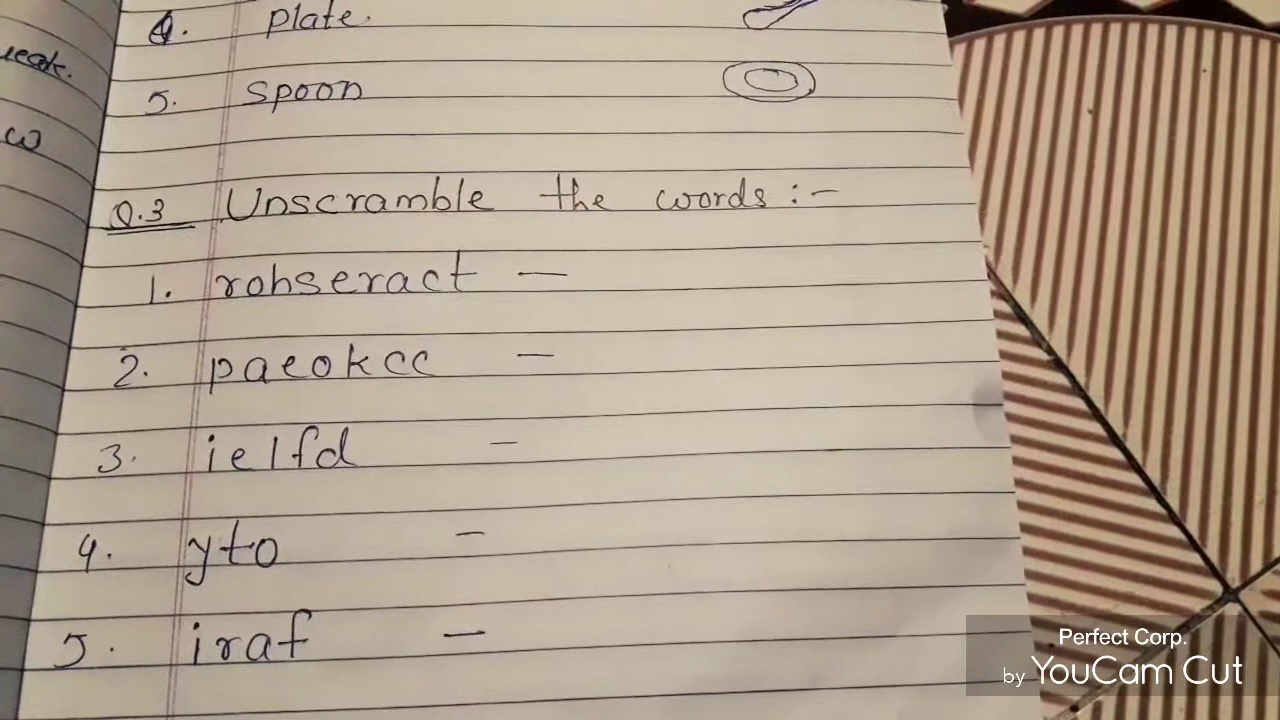 4. plate.
5. spoon
w
Q.3 Unscramble the words :-
1. rohseract —
2. paeokcc —
3. ielfd -
4. yto -
5. iraf —
Perfect Corp.
by YouCam Cut